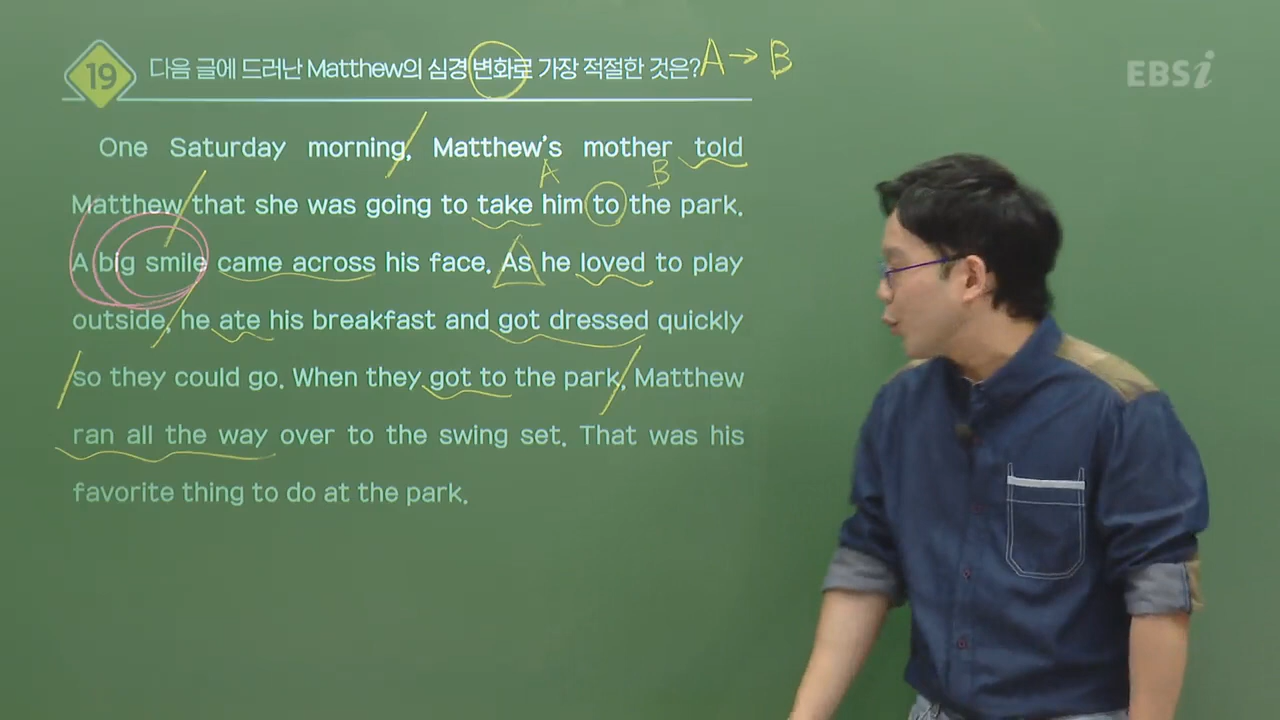 19 다음 글에 드러난 Matthew의 심경 변화로 가장 적절한 것은? A → B
EBSi
One Saturday morning, Matthew's mother told
A B
Matthew that she was going to take him to the park.
A big smile came across his face. As he loved to play
outside, he ate his breakfast and got dressed quickly
so they could go. When they got to the park, Matthew
ran all the way over to the swing set. That was his
favorite thing to do at the park.